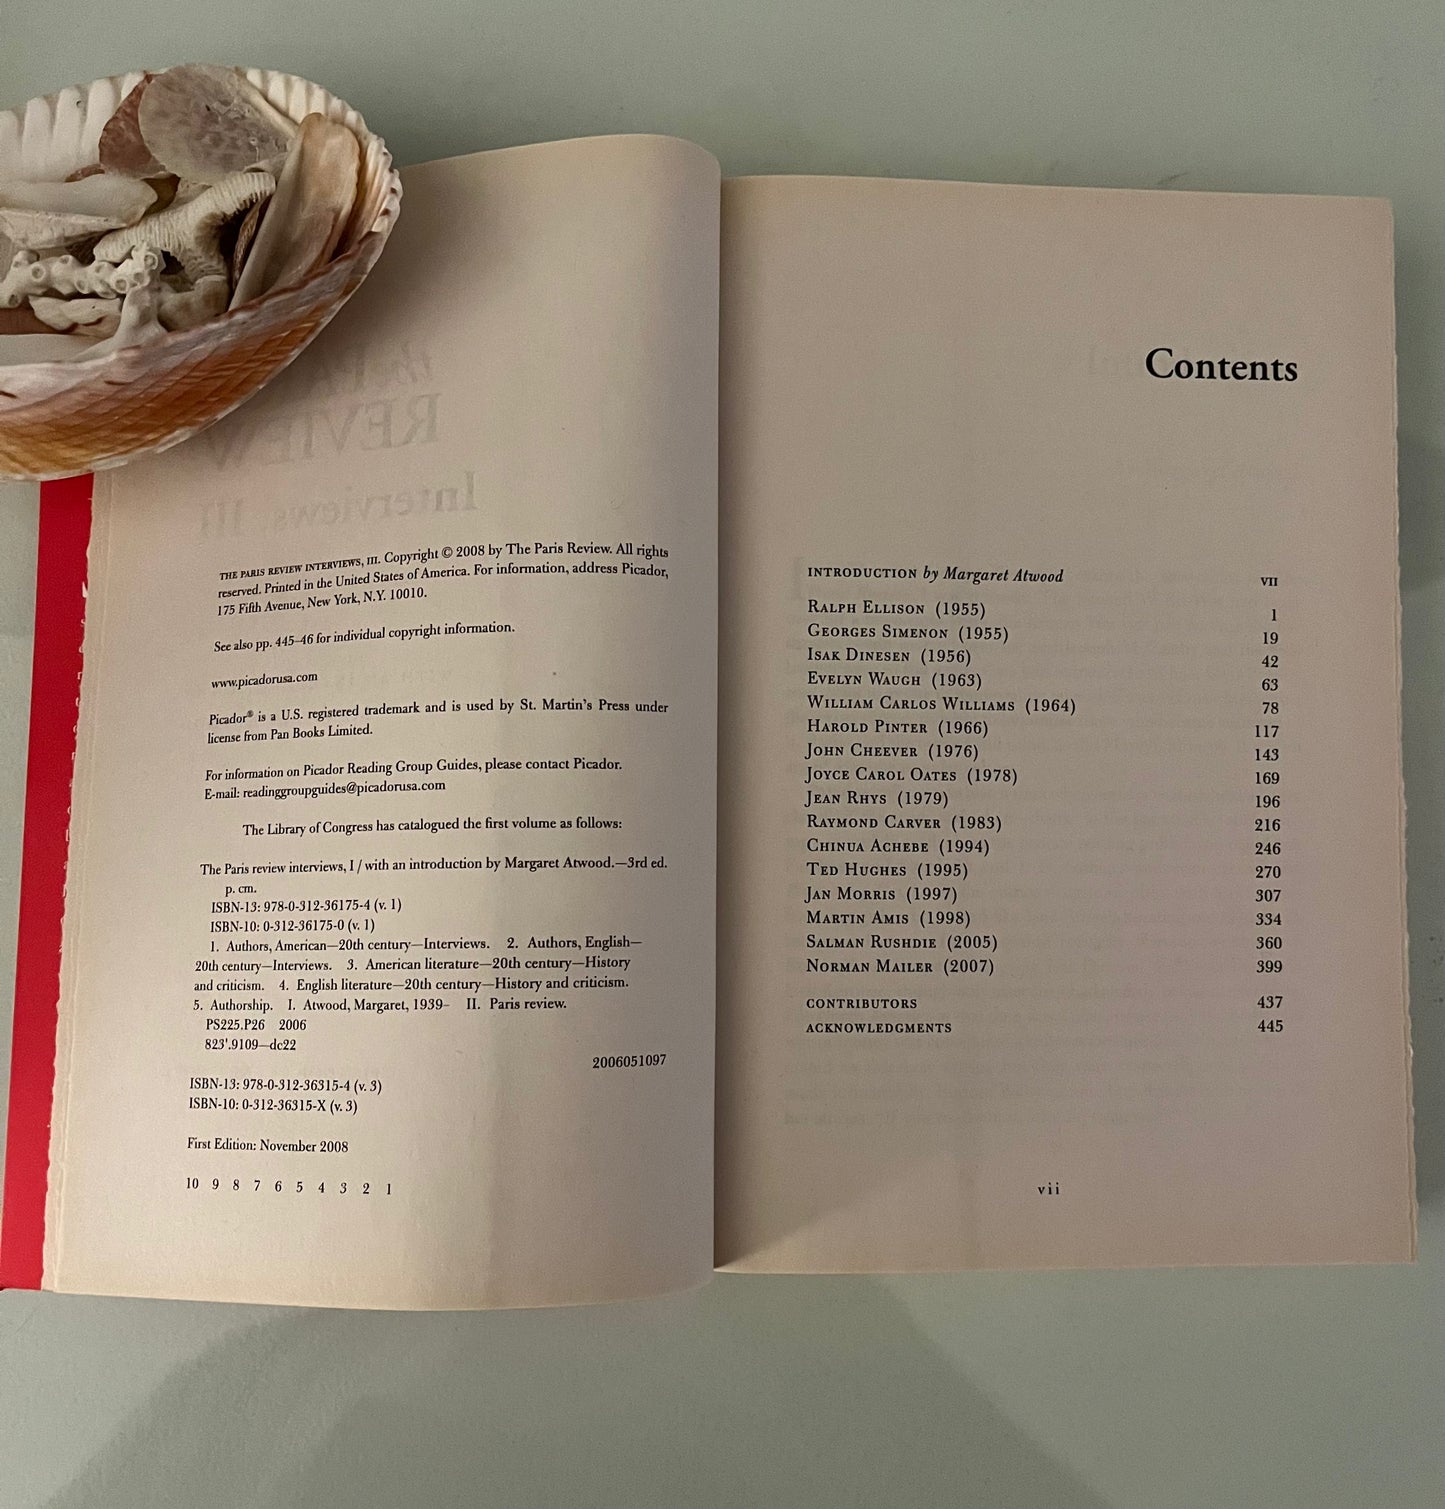 THE PARIS REVIEW INTERVIEWS, III. Copyright © 2008 by The Paris Review. All rights
reserved. Printed in the United States of America. For information, address Picador,
175 Fifth Avenue, New York, N.Y. 10010.
See also pp. 445–46 for individual copyright information.
www.picadorusa.com
Picador® is a U.S. registered trademark and is used by St. Martin's Press under
license from Pan Books Limited.
For information on Picador Reading Group Guides, please contact Picador.
E-mail: readinggroupguides@picadorusa.com
The Library of Congress has catalogued the first volume as follows:
The Paris review interviews, I / with an introduction by Margaret Atwood.—3rd ed.
p. cm.
ISBN-13: 978-0-312-36175-4 (v. 1)
ISBN-10: 0-312-36175-0 (v. 1)
1. Authors, American—20th century—Interviews. 2. Authors, English—
20th century—Interviews. 3. American literature—20th century—History
and criticism. 4. English literature—20th century—History and criticism.
5. Authorship. I. Atwood, Margaret, 1939– II. Paris review.
PS225.P26 2006
823'.9109—dc22
2006051097
ISBN-13: 978-0-312-36315-4 (v. 3)
ISBN-10: 0-312-36315-X (v. 3)
First Edition: November 2008
10 9 8 7 6 5 4 3 2 1
Contents
INTRODUCTION by Margaret Atwood VII
RALPH ELLISON (1955) 1
GEORGES SIMENON (1955) 19
ISAK DINESEN (1956) 42
EVELYN WAUGH (1963) 63
WILLIAM CARLOS WILLIAMS (1964) 78
HAROLD PINTER (1966) 117
JOHN CHEEVER (1976) 143
JOYCE CAROL OATES (1978) 169
JEAN RHYS (1979) 196
RAYMOND CARVER (1983) 216
CHINUA ACHEBE (1994) 246
TED HUGHES (1995) 270
JAN MORRIS (1997) 307
MARTIN AMIS (1998) 334
SALMAN RUSHDIE (2005) 360
NORMAN MAILER (2007) 399
CONTRIBUTORS 437
ACKNOWLEDGMENTS 445
vii